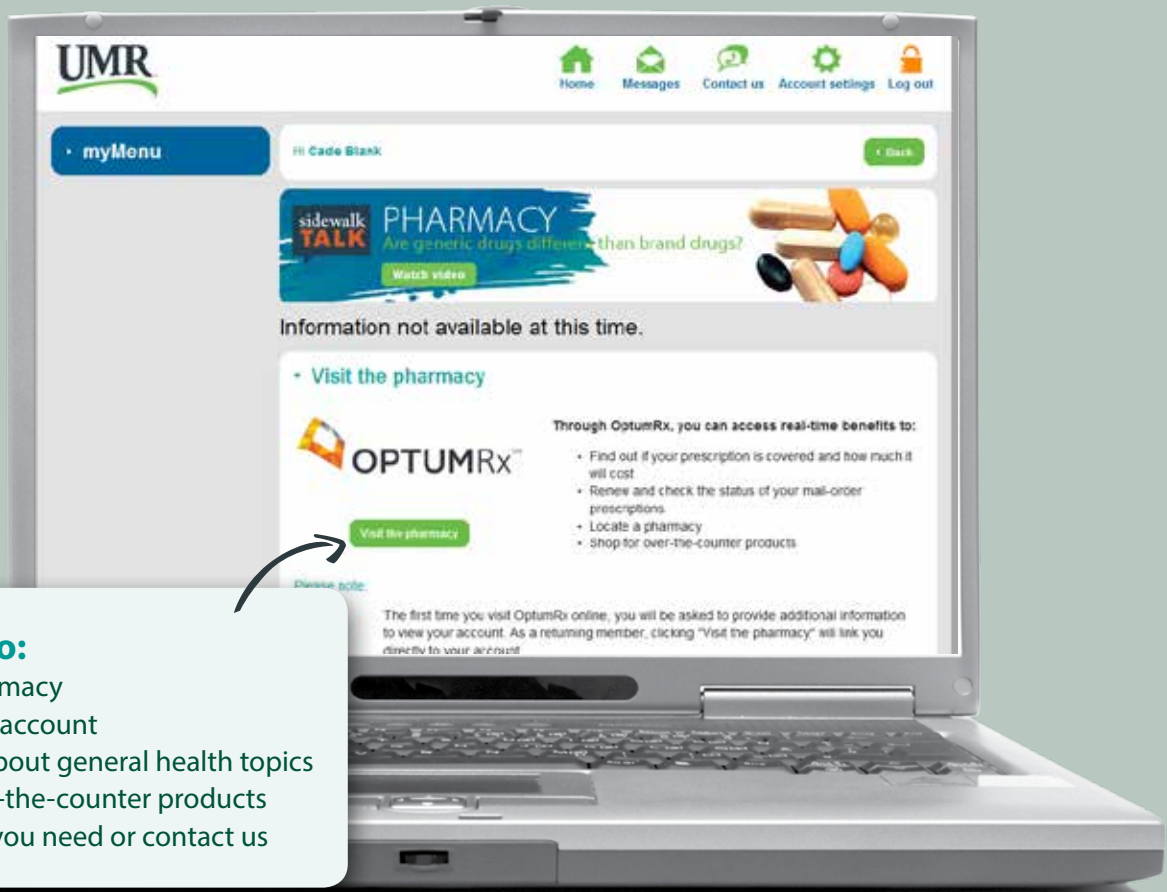 UMR
Home Messages Contact us Account settings Log out
myMenu
Hi Cade Blank
Back
sidewalk
TALK
PHARMACY
Are generic drugs different than brand drugs?
Watch video
Information not available at this time.
Visit the pharmacy
OPTUMRx
Visit the pharmacy
Through OptumRx, you can access real-time benefits to:
• Find out if your prescription is covered and how much it
will cost
• Renew and check the status of your mail-order
prescriptions
• Locate a pharmacy
• Shop for over-the-counter products
Please note:
The first time you visit OptumRx online, you will be asked to provide additional information
to view your account. As a returning member, clicking "Visit the pharmacy" will link you
directly to your account
o:
macy
account
bout general health topics
-the-counter products
you need or contact us